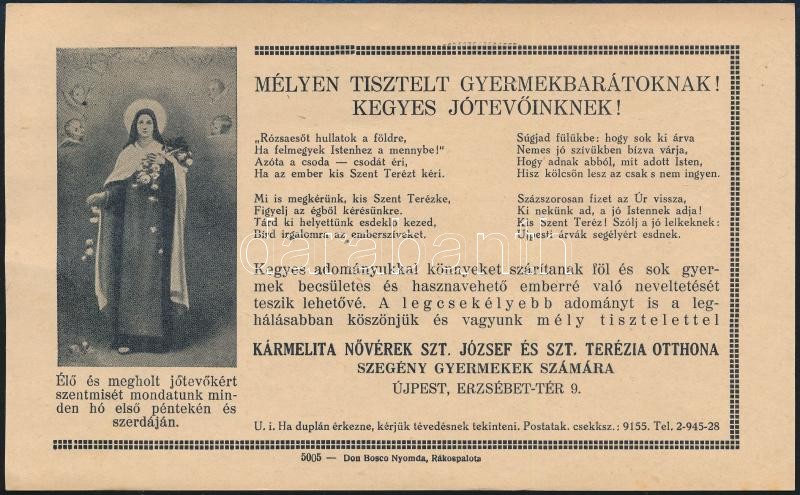 MÉLYEN TISZTELT GYERMEKBARÁTOKNAK!
KEGYES JÓTEVŐINKNEK!
„Rózsaesőt hullatok a földre,
Ha felmegyek Istenhez a mennybe!"
Azóta a csoda — csodát éri,
Ha az ember kis Szent Terézt kéri.
Mi is megkérünk, kis Szent Terézke,
Figyelj az égből kérésünkre.
Tárd ki helyettünk esdeklő kezed,
Bírd irgalomra az emberszíveket.
Súgjad fülükbe: hogy sok ki árva
Nemes jó szívükben bízva várja,
Hogy adnak abból, mit adott Isten,
Hisz kölcsön lesz az csak s nem ingyen.
Százszorosan fizet az Úr vissza,
Ki nekünk ad, a jó Istennek adja!
Kis Szent Teréz! Szólj a jó lelkeknek:
Ujpesti árvák segélyért esdnek.
Kegyes adományukkal könnyeket szárítanak föl és sok gyer-
mek becsületes és hasznavehető emberré való neveltetését
teszik lehetővé. A legcsekélyebb adományt is a leg-
hálásabban köszönjük és vagyunk mély tisztelettel
KÁRMELITA NŐVÉREK SZT. JÓZSEF ÉS SZT. TERÉZIA OTTHONA
SZEGÉNY GYERMEKEK SZÁMÁRA
ÚJPEST, ERZSÉBET-TÉR 9.
U. i. Ha duplán érkezne, kérjük tévedésnek tekinteni. Postatak. csekksz.: 9155. Tel. 2-945-28
Élő és megholt jótevőkért
szentmisét mondatunk min-
den hó első péntekén és
szerdáján.
5005 — Don Bosco Nyomda, Rákospalota
darabanth